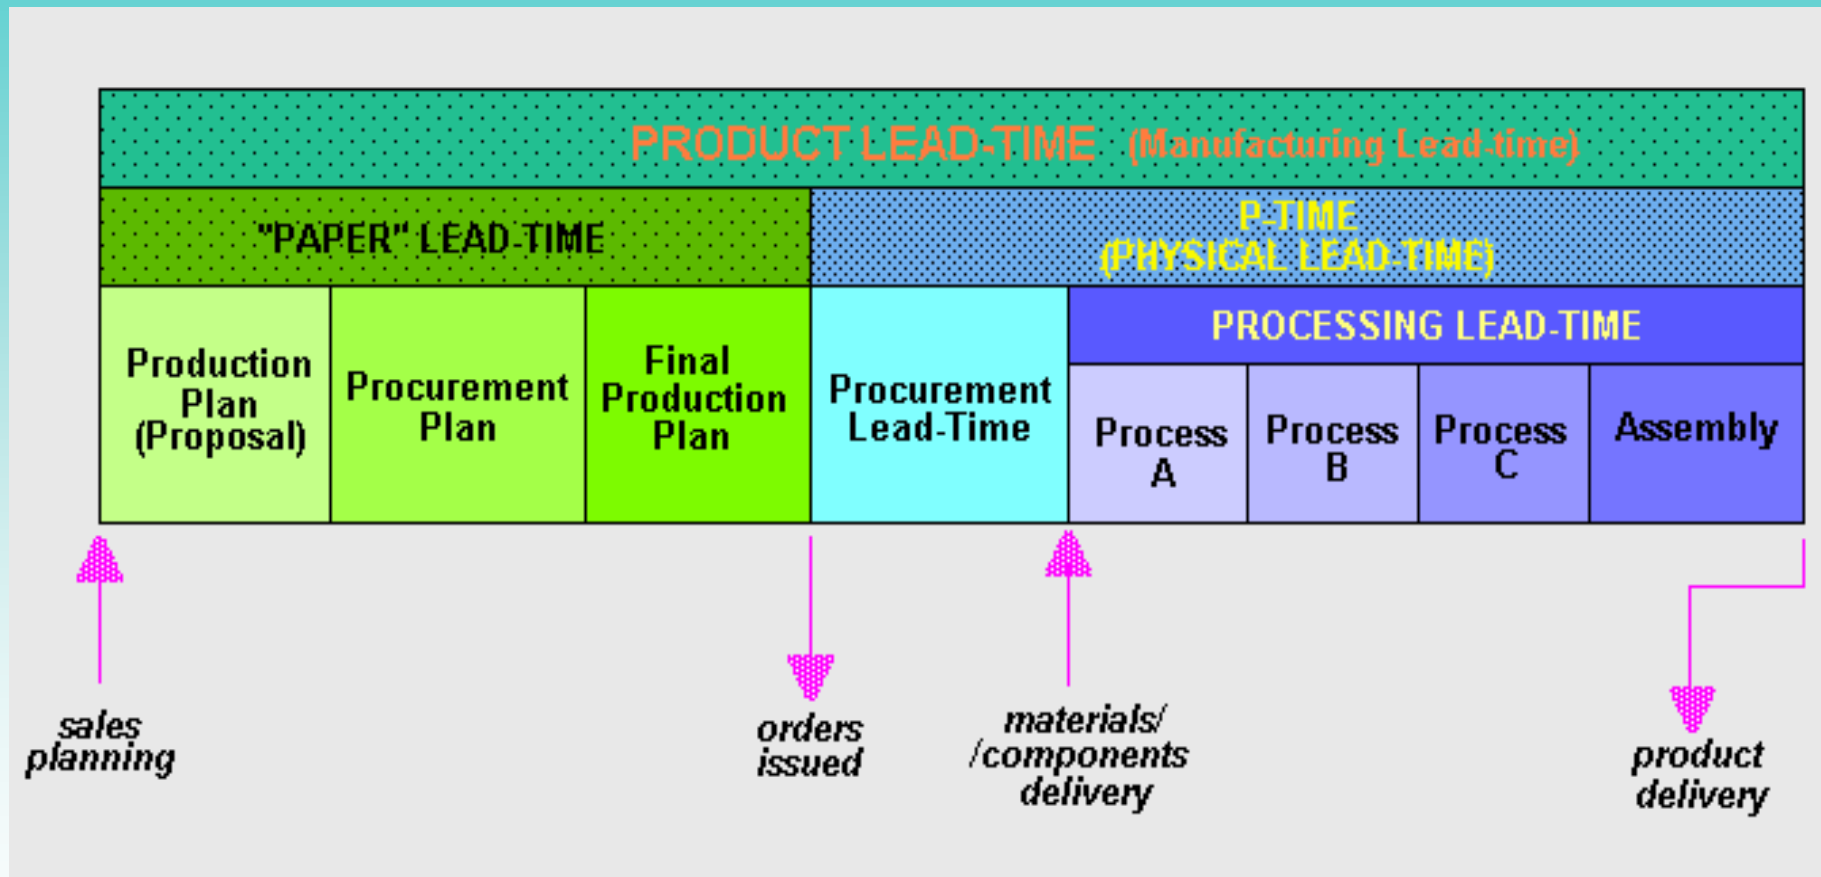 PRODUCT LEAD-TIME (Manufacturing Lead-time)
"PAPER" LEAD-TIME
P-TIME
(PHYSICAL LEAD-TIME)
Production
Plan
(Proposal)
Procurement
Plan
Final
Production
Plan
Procurement
Lead-Time
PROCESSING LEAD-TIME
Process
A
Process
B
Process
C
Assembly
sales
planning
orders
issued
materials/
/components
delivery
product
delivery